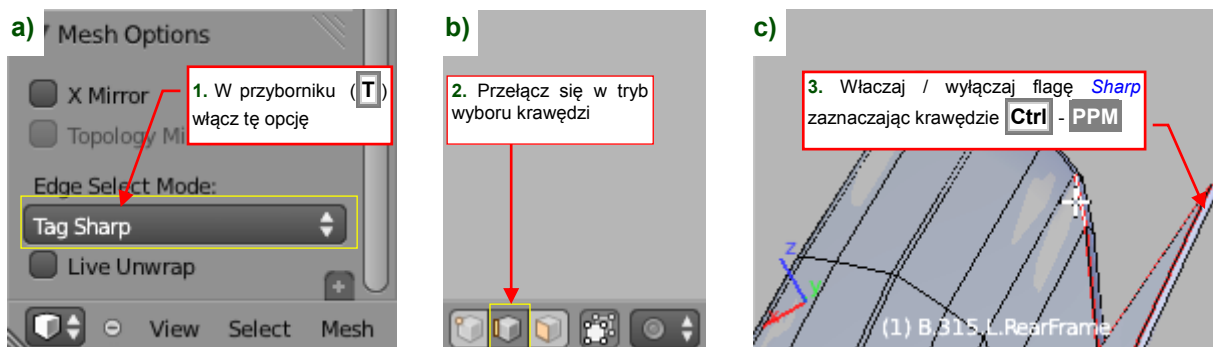 a)
Mesh Options
X Mirror
1. W przyborniku (T) włącz tę opcję
Topology Mi
Edge Select Mode:
Tag Sharp
Live Unwrap
View Select Mesh
b)
2. Przełącz się w tryb
wyboru krawędzi
c)
3. Właczaj / wyłączaj flagę Sharp
zaznaczając krawędzie Ctrl - PPM
z
(1) B.315.L.RearFrame